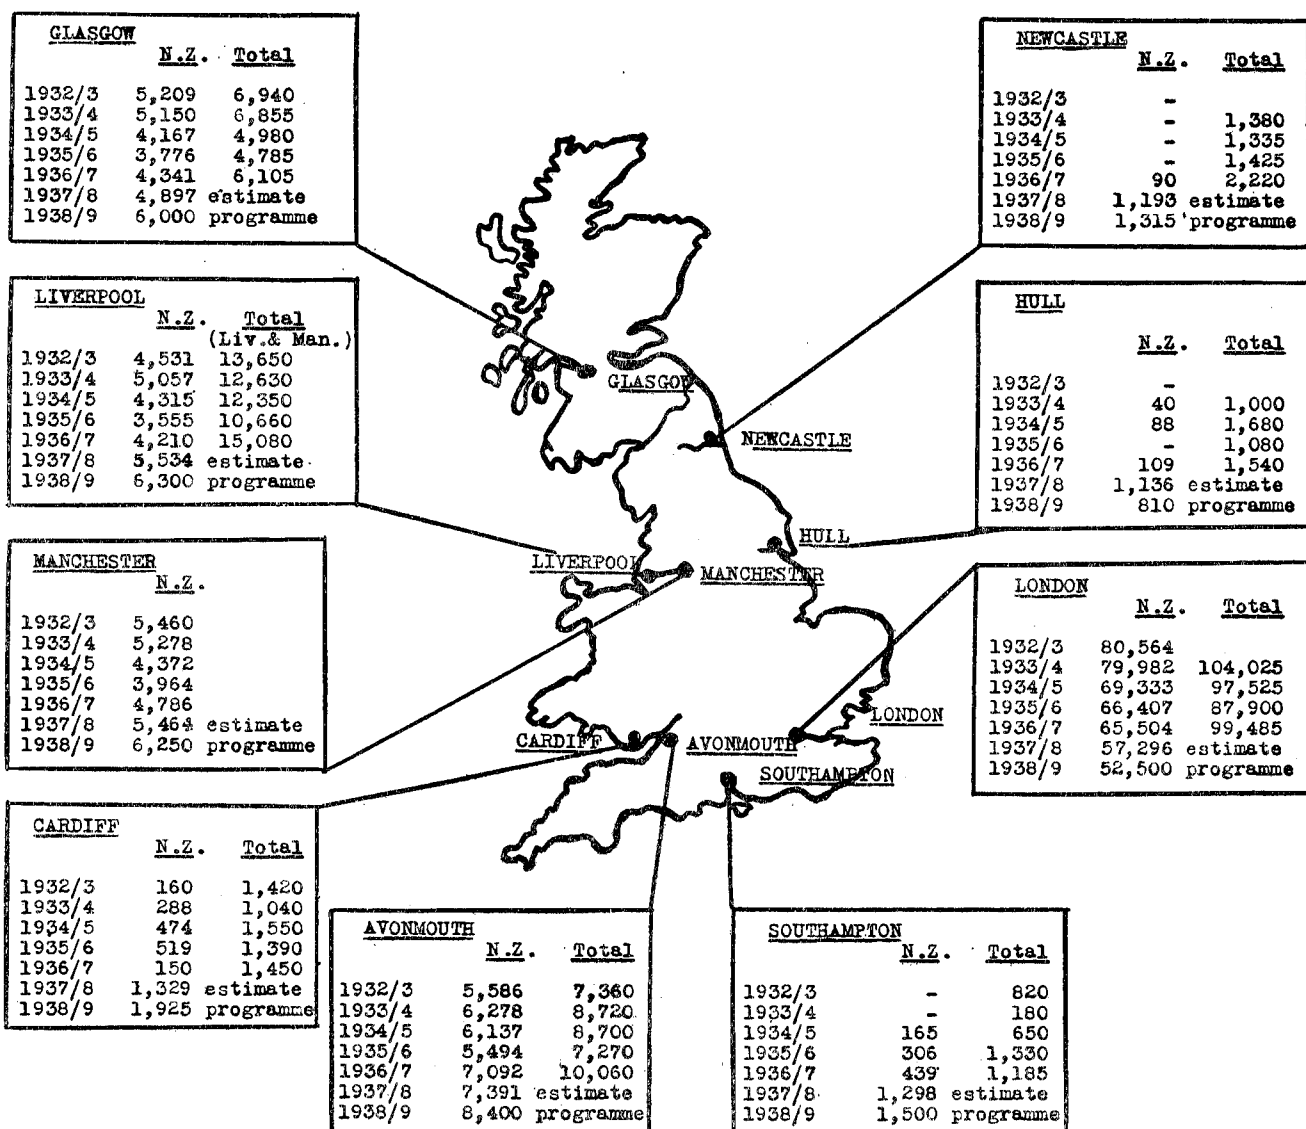 GLASGOW
N.Z. Total
1932/3 5,209 6,940
1933/4 5,150 6,855
1934/5 4,167 4,980
1935/6 3,776 4,785
1936/7 4,341 6,105
1937/8 4,897 estimate
1938/9 6,000 programme
NEWCASTLE
N.Z. Total
1932/3 -
1933/4 - 1,380
1934/5 - 1,335
1935/6 - 1,425
1936/7 90 2,220
1937/8 1,193 estimate
1938/9 1,315 programme
LIVERPOOL
N.Z. Total
(Liv.& Man.)
1932/3 4,531 13,650
1933/4 5,057 12,630
1934/5 4,315 12,350
1935/6 3,555 10,660
1936/7 4,210 15,080
1937/8 5,534 estimate
1938/9 6,300 programme
HULL
N.Z. Total
1932/3 -
1933/4 40 1,000
1934/5 88 1,680
1935/6 - 1,080
1936/7 109 1,540
1937/8 1,136 estimate
1938/9 810 programme
GLASGOW
NEWCASTLE
HULL
LIVERPOOL
MANCHESTER
LONDON
CARDIFF
AVONMOUTH
SOUTHAMPTON
MANCHESTER
N.Z.
1932/3 5,460
1933/4 5,278
1934/5 4,372
1935/6 3,964
1936/7 4,786
1937/8 5,464 estimate
1938/9 6,250 programme
LONDON
N.Z. Total
1932/3 80,564
1933/4 79,982 104,025
1934/5 69,333 97,525
1935/6 66,407 87,900
1936/7 65,504 99,485
1937/8 57,296 estimate
1938/9 52,500 programme
CARDIFF
N.Z. Total
1932/3 160 1,420
1933/4 288 1,040
1934/5 474 1,550
1935/6 519 1,390
1936/7 150 1,450
1937/8 1,329 estimate
1938/9 1,925 programme
AVONMOUTH
N.Z. Total
1932/3 5,586 7,360
1933/4 6,278 8,720
1934/5 6,137 8,700
1935/6 5,494 7,270
1936/7 7,092 10,060
1937/8 7,391 estimate
1938/9 8,400 programme
SOUTHAMPTON
N.Z. Total
1932/3 - 820
1933/4 - 180
1934/5 165 650
1935/6 306 1,330
1936/7 439 1,185
1937/8 1,298 estimate
1938/9 1,500 programme